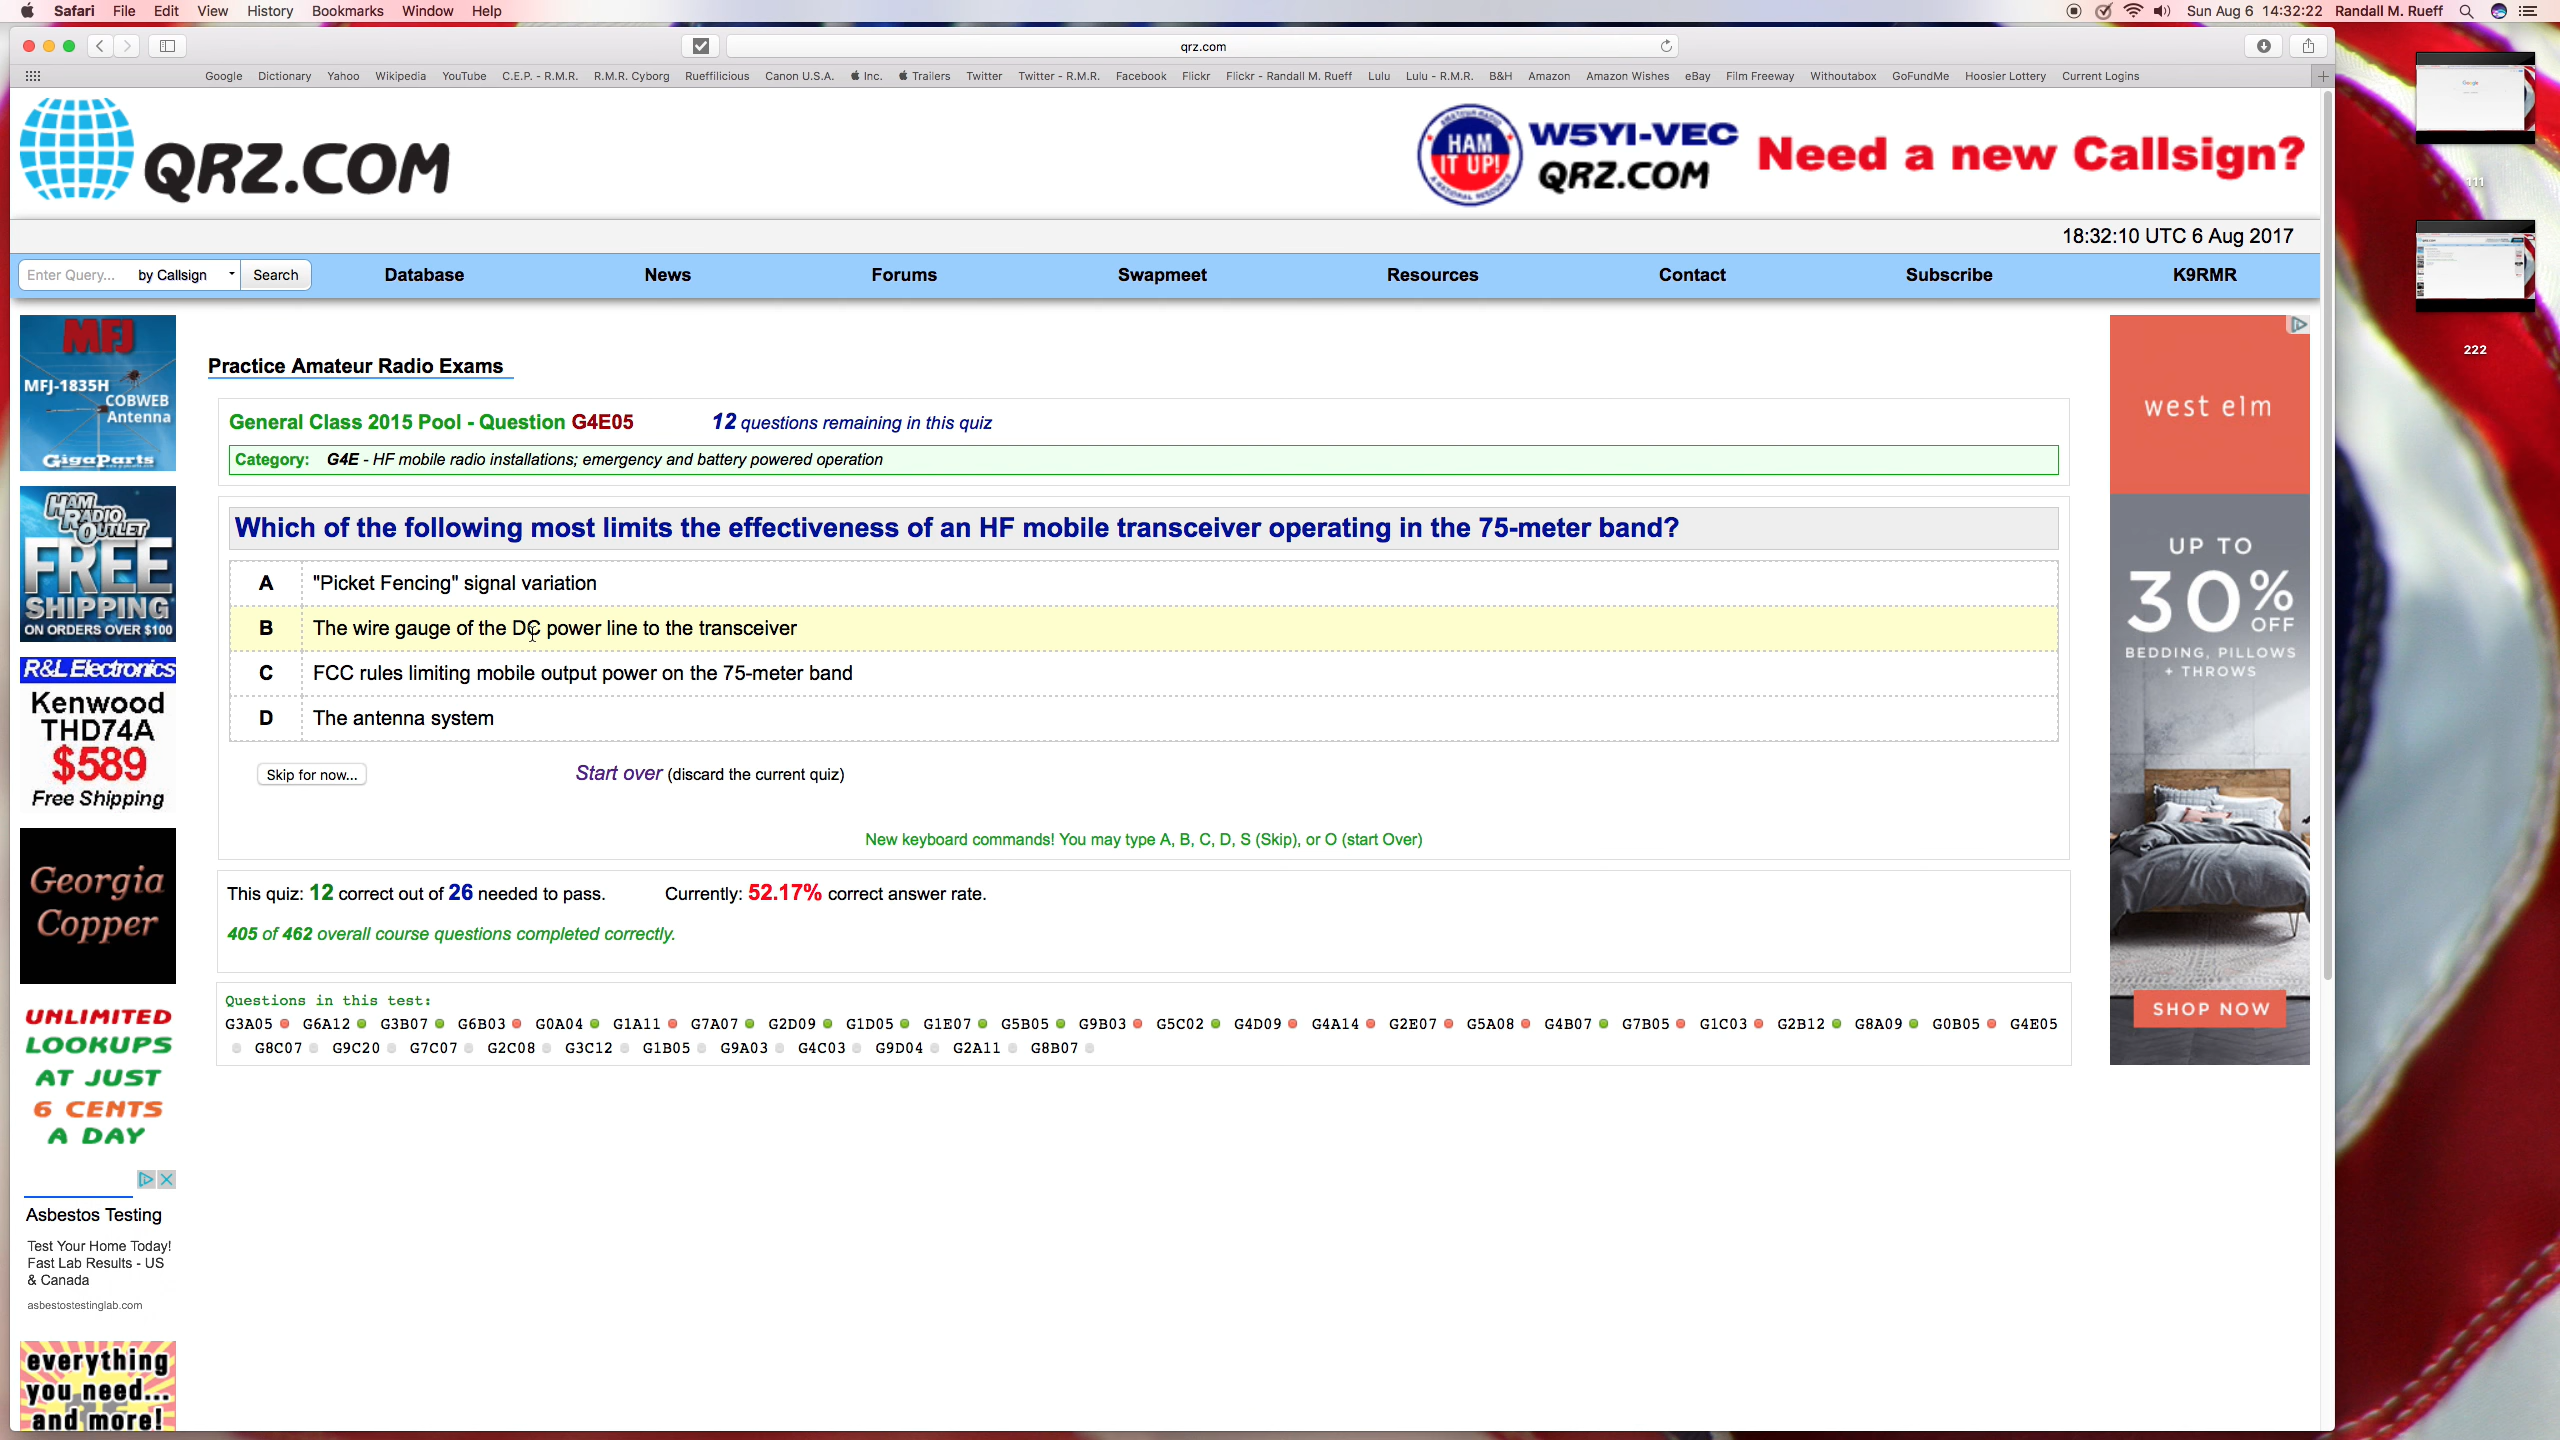 Safari File Edit View History Bookmarks Window Help Sun Aug 6 14:32:22 Randall M. Rueff
qrz.com
Google Dictionary Yahoo Wikipedia YouTube C.E.P. - R.M.R. R.M.R. Cyborg Rueffilicious Canon U.S.A. Inc. Trailers Twitter Twitter - R.M.R. Facebook Flickr Flickr - Randall M. Rueff Lulu Lulu - R.M.R. B&H Amazon Amazon Wishes eBay Film Freeway Withoutabox GoFundMe Hoosier Lottery Current Logins
QRZ.COM
AMATEUR RADIO
HAM
IT UP!
A NATIONAL RESOURCE
W5YI-VEC
QRZ.COM
Need a new Callsign?
18:32:10 UTC 6 Aug 2017
Enter Query... by Callsign Search Database News Forums Swapmeet Resources Contact Subscribe K9RMR
MFJ
MFJ-1835H
COBWEB
Antenna
GigaParts
HAM
RADIO
OUTLET
FREE
SHIPPING
ON ORDERS OVER $100
R&L Electronics
Kenwood
THD74A
$589
Free Shipping
Georgia
Copper
UNLIMITED
LOOKUPS
AT JUST
6 CENTS
A DAY
Asbestos Testing
Test Your Home Today!
Fast Lab Results - US
& Canada
asbestostestinglab.com
everything
you need...
and more!
Practice Amateur Radio Exams
General Class 2015 Pool - Question G4E05 12 questions remaining in this quiz
Category: G4E - HF mobile radio installations; emergency and battery powered operation
Which of the following most limits the effectiveness of an HF mobile transceiver operating in the 75-meter band?
A "Picket Fencing" signal variation
B The wire gauge of the DC power line to the transceiver
C FCC rules limiting mobile output power on the 75-meter band
D The antenna system
Skip for now... Start over (discard the current quiz)
New keyboard commands! You may type A, B, C, D, S (Skip), or O (start Over)
This quiz: 12 correct out of 26 needed to pass. Currently: 52.17% correct answer rate.
405 of 462 overall course questions completed correctly.
Questions in this test:
G3A05 G6A12 G3B07 G6B03 G0A04 G1A11 G7A07 G2D09 G1D05 G1E07 G5B05 G9B03 G5C02 G4D09 G4A14 G2E07 G5A08 G4B07 G7B05 G1C03 G2B12 G8A09 G0B05 G4E05
G8C07 G9C20 G7C07 G2C08 G3C12 G1B05 G9A03 G4C03 G9D04 G2A11 G8B07
west elm
UP TO
30%
OFF
BEDDING, PILLOWS
+ THROWS
SHOP NOW
111
222